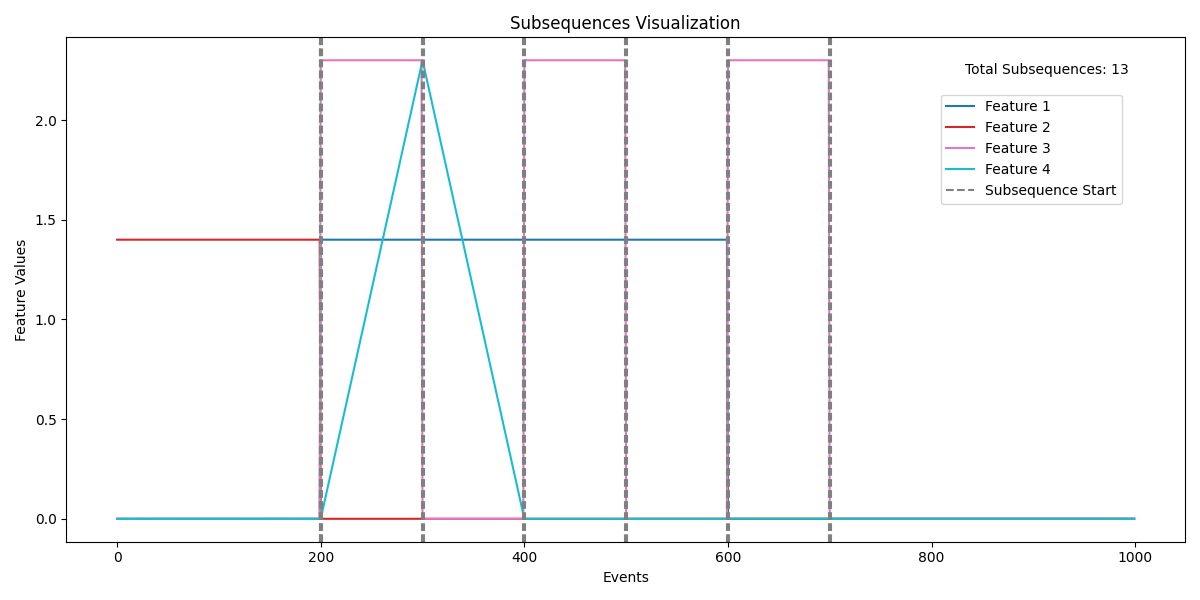 Subsequences Visualization
Total Subsequences: 13
Feature 1
Feature 2
Feature 3
Feature 4
Subsequence Start
Feature Values
2.0
1.5
1.0
0.5
0.0
0 200 400 600 800 1000
Events